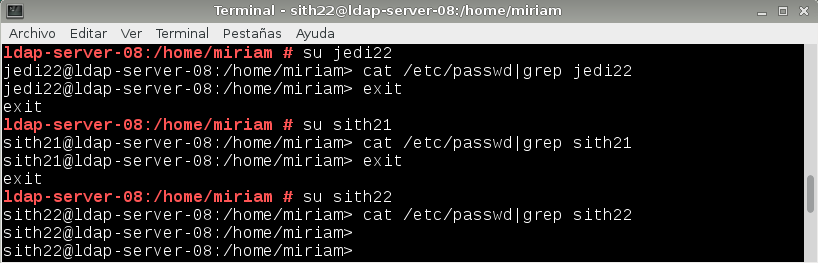 Terminal - sith22@ldap-server-08:/home/miriam
Archivo Editar Ver Terminal Pestañas Ayuda
ldap-server-08:/home/miriam # su jedi22
jedi22@ldap-server-08:/home/miriam> cat /etc/passwd|grep jedi22
jedi22@ldap-server-08:/home/miriam> exit
exit
ldap-server-08:/home/miriam # su sith21
sith21@ldap-server-08:/home/miriam> cat /etc/passwd|grep sith21
sith21@ldap-server-08:/home/miriam> exit
exit
ldap-server-08:/home/miriam # su sith22
sith22@ldap-server-08:/home/miriam> cat /etc/passwd|grep sith22
sith22@ldap-server-08:/home/miriam>
sith22@ldap-server-08:/home/miriam>